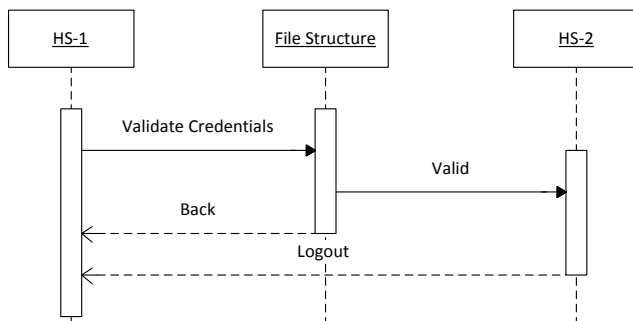 HS-1
File Structure
HS-2
Validate Credentials
Valid
Back
Logout